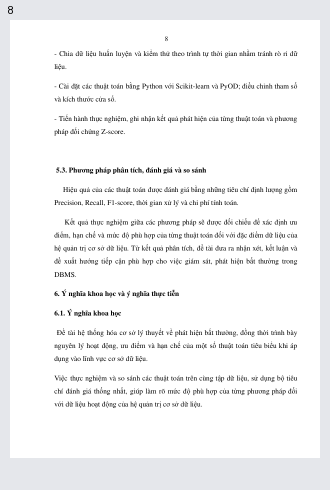 8
8
- Chia dữ liệu huấn luyện và kiểm thử theo trình tự thời gian nhằm tránh rò rỉ dữ
liệu.
- Cài đặt các thuật toán bằng Python với Scikit-learn và PyOD; điều chỉnh tham số
và kích thước cửa sổ.
- Tiến hành thực nghiệm, ghi nhận kết quả phát hiện của từng thuật toán và phương
pháp đối chứng Z-score.
5.3. Phương pháp phân tích, đánh giá và so sánh
Hiệu quả của các thuật toán được đánh giá bằng những tiêu chí định lượng gồm
Precision, Recall, F1-score, thời gian xử lý và chi phí tính toán.
Kết quả thực nghiệm giữa các phương pháp sẽ được đối chiếu để xác định ưu
điểm, hạn chế và mức độ phù hợp của từng thuật toán đối với đặc điểm dữ liệu của
hệ quản trị cơ sở dữ liệu. Từ kết quả phân tích, đề tài đưa ra nhận xét, kết luận và
đề xuất hướng tiếp cận phù hợp cho việc giám sát, phát hiện bất thường trong
DBMS.
6. Ý nghĩa khoa học và ý nghĩa thực tiễn
6.1. Ý nghĩa khoa học
Đề tài hệ thống hóa cơ sở lý thuyết về phát hiện bất thường, đồng thời trình bày
nguyên lý hoạt động, ưu điểm và hạn chế của một số thuật toán tiêu biểu khi áp
dụng vào lĩnh vực cơ sở dữ liệu.
Việc thực nghiệm và so sánh các thuật toán trên cùng tập dữ liệu, sử dụng bộ tiêu
chí đánh giá thống nhất, giúp làm rõ mức độ phù hợp của từng phương pháp đối
với dữ liệu hoạt động của hệ quản trị cơ sở dữ liệu.